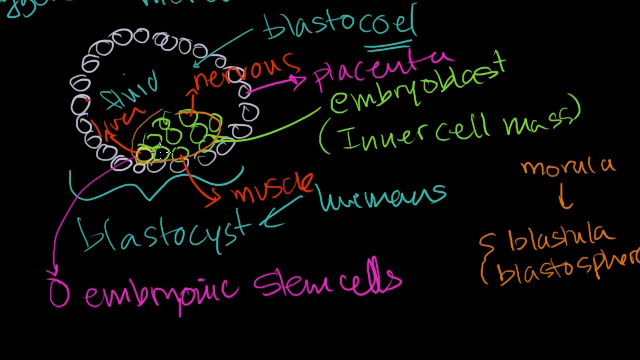 blastocoel
nervous
placenta
fluid
embryoblast
liver
(Inner cell mass)
morula
muscle
humans
blastocyst
blastula
(blastosphere
embryonic stem cells